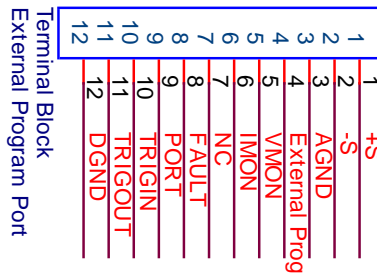 1 1 +S
2 2 -S
3 3 AGND
4 4 External Prog
5 5 VMON
6 6 IMON
7 7 NC
8 8 FAULT
9 9 PORT
10 10 TRIGIN
11 11 TRIGOUT
12 12 DGND
Terminal Block
External Program Port